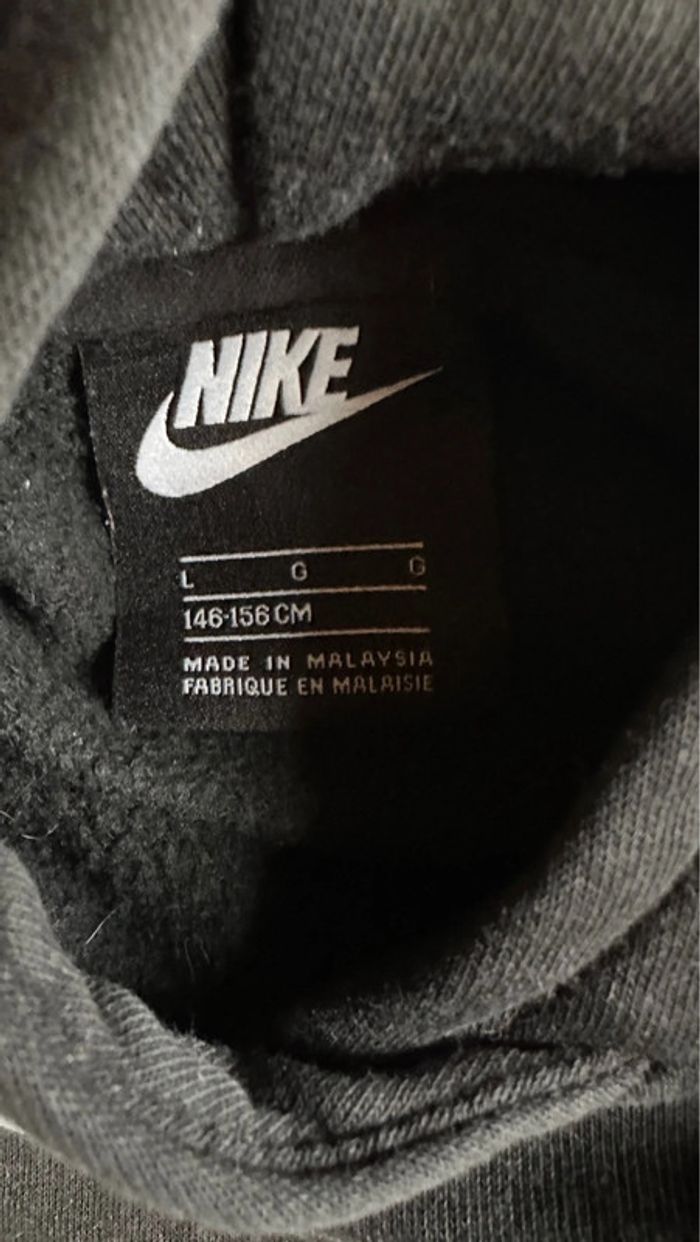 NIKE
L G G
146-156 CM
MADE IN MALAYSIA
FABRIQUE EN MALAISIE